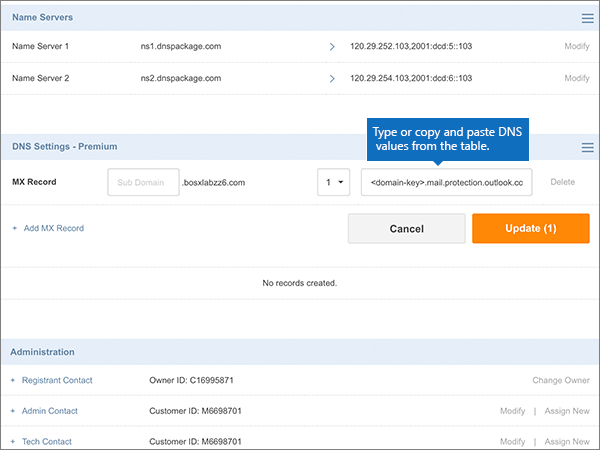 Name Servers
Name Server 1 ns1.dnspackage.com > 120.29.252.103,2001:dcd:5::103 Modify
Name Server 2 ns2.dnspackage.com > 120.29.254.103,2001:dcd:6::103 Modify
Type or copy and paste DNS
values from the table.
DNS Settings - Premium
MX Record Sub Domain .bosxlabzz6.com 1 <domain-key>.mail.protection.outlook.cc Delete
+ Add MX Record Cancel Update (1)
No records created.
Administration
+ Registrant Contact Owner ID: C16995871 Change Owner
+ Admin Contact Customer ID: M6698701 Modify | Assign New
+ Tech Contact Customer ID: M6698701 Modify | Assign New